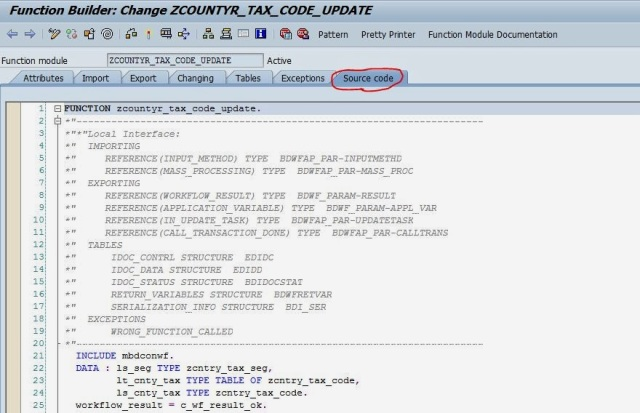 Function Builder: Change ZCOUNTYR_TAX_CODE_UPDATE
Pattern Pretty Printer Function Module Documentation
Function module ZCOUNTYR_TAX_CODE_UPDATE Active
Attributes Import Export Changing Tables Exceptions Source code
1 FUNCTION zcountyr_tax_code_update.
2 *"----------------------------------------------------------------------
3 *"*"Local Interface:
4 *" IMPORTING
5 *" REFERENCE(INPUT_METHOD) TYPE BDWFAP_PAR-INPUTMETHD
6 *" REFERENCE(MASS_PROCESSING) TYPE BDWFAP_PAR-MASS_PROC
7 *" EXPORTING
8 *" REFERENCE(WORKFLOW_RESULT) TYPE BDWF_PARAM-RESULT
9 *" REFERENCE(APPLICATION_VARIABLE) TYPE BDWF_PARAM-APPL_VAR
10 *" REFERENCE(IN_UPDATE_TASK) TYPE BDWFAP_PAR-UPDATETASK
11 *" REFERENCE(CALL_TRANSACTION_DONE) TYPE BDWFAP_PAR-CALLTRANS
12 *" TABLES
13 *" IDOC_CONTRL STRUCTURE EDIDC
14 *" IDOC_DATA STRUCTURE EDIDD
15 *" IDOC_STATUS STRUCTURE BDIDOCSTAT
16 *" RETURN_VARIABLES STRUCTURE BDWFRETVAR
17 *" SERIALIZATION_INFO STRUCTURE BDI_SER
18 *" EXCEPTIONS
19 *" WRONG_FUNCTION_CALLED
20 *"----------------------------------------------------------------------
21 INCLUDE mbdconwf.
22 DATA : ls_seg TYPE zcntry_tax_seg,
23 lt_cnty_tax TYPE TABLE OF zcntry_tax_code,
24 ls_cnty_tax TYPE zcntry_tax_code.
25 workflow_result = c_wf_result_ok.